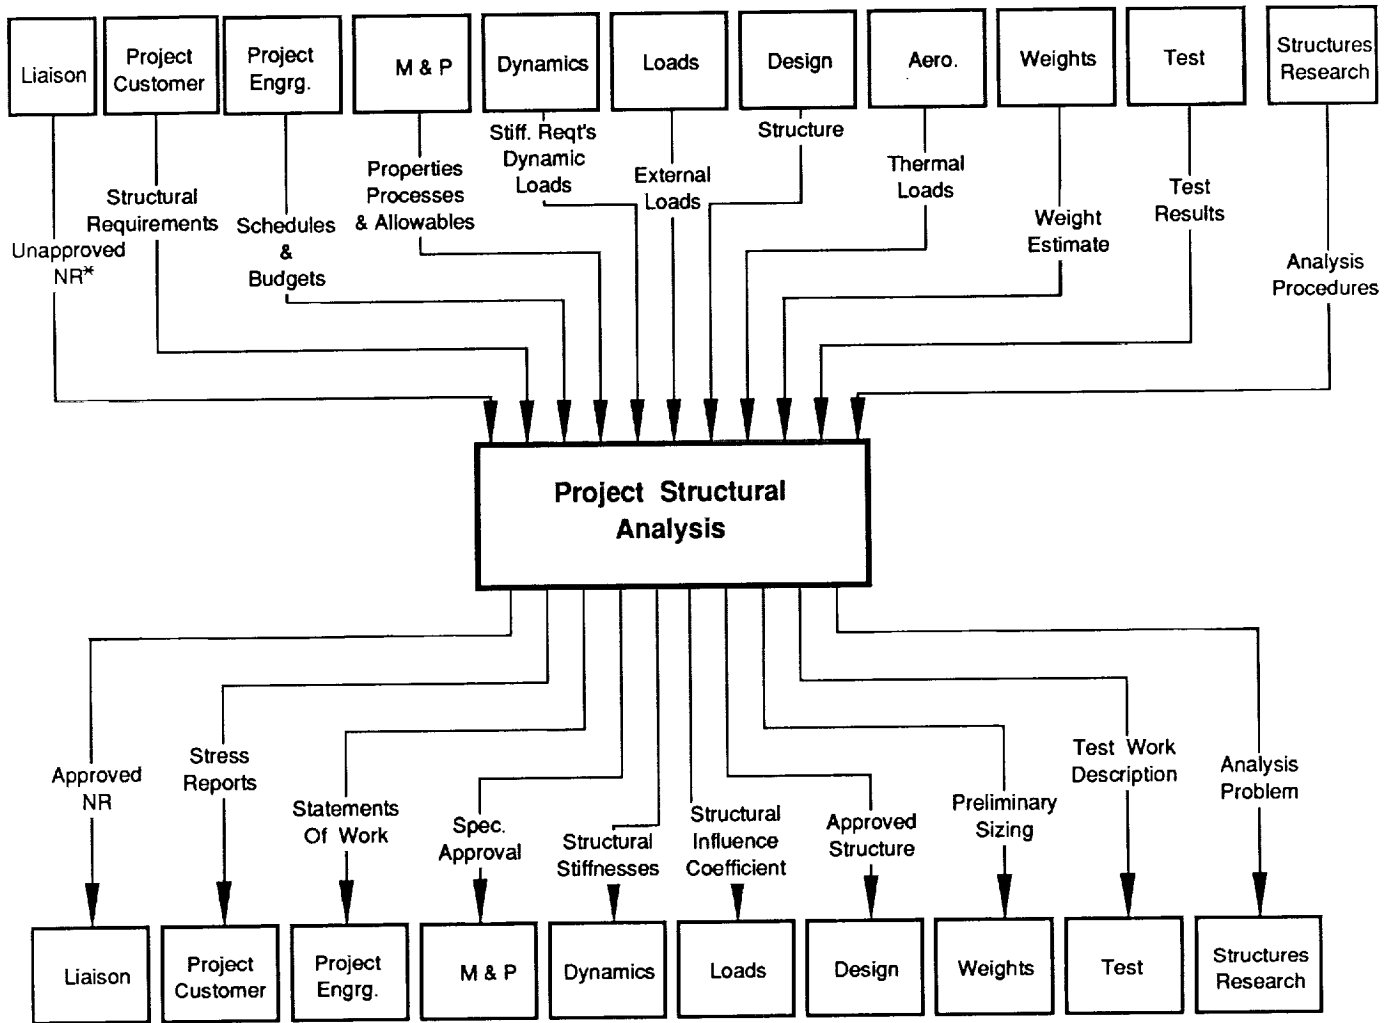 Liaison
Project
Customer
Project
Engrg.
M & P
Dynamics
Loads
Design
Aero.
Weights
Test
Structures
Research
Unapproved
NR*
Structural
Requirements
Schedules
&
Budgets
Properties
Processes
& Allowables
Stiff. Reqt's
Dynamic
Loads
External
Loads
Structure
Thermal
Loads
Weight
Estimate
Test
Results
Analysis
Procedures
Project Structural
Analysis
Approved
NR
Stress
Reports
Statements
Of Work
Spec.
Approval
Structural
Stiffnesses
Structural
Influence
Coefficient
Approved
Structure
Preliminary
Sizing
Test Work
Description
Analysis
Problem
Liaison
Project
Customer
Project
Engrg.
M & P
Dynamics
Loads
Design
Weights
Test
Structures
Research